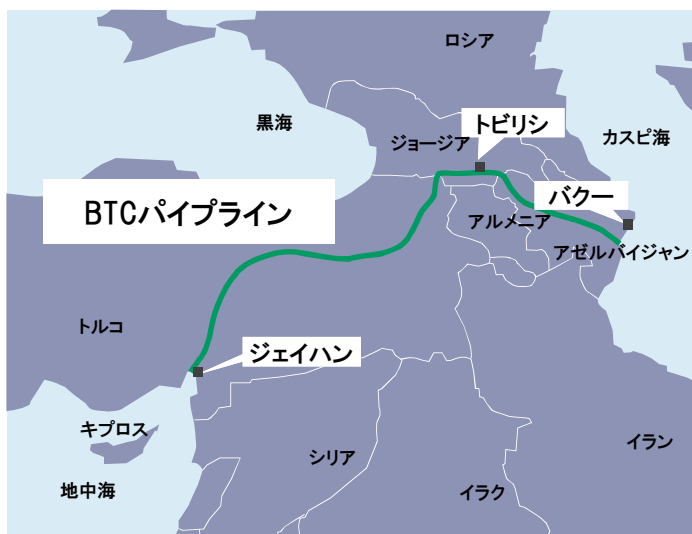 ロシア
黒海
トビリシ
ジョージア
カスピ海
バクー
BTCパイプライン
アルメニア
アゼルバイジャン
トルコ
ジェイハン
キプロス
シリア
イラン
地中海
イラク